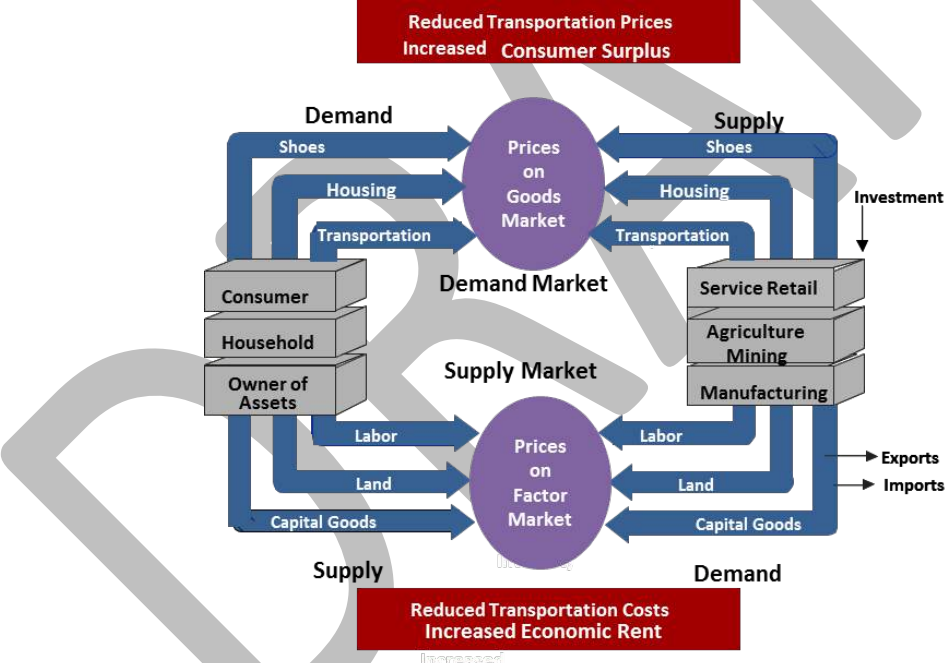 Reduced Transportation Prices
Increased Consumer Surplus
Demand
Supply
Shoes
Shoes
Prices
on
Goods
Market
Housing
Housing
Investment
Transportation
Transportation
Demand Market
Consumer
Household
Owner of
Assets
Service Retail
Agriculture
Mining
Manufacturing
Supply Market
Labor
Labor
Prices
on
Factor
Market
Land
Land
Exports
Imports
Capital Goods
Capital Goods
Supply
Demand
Reduced Transportation Costs
Increased Economic Rent
Increased
DRAFT